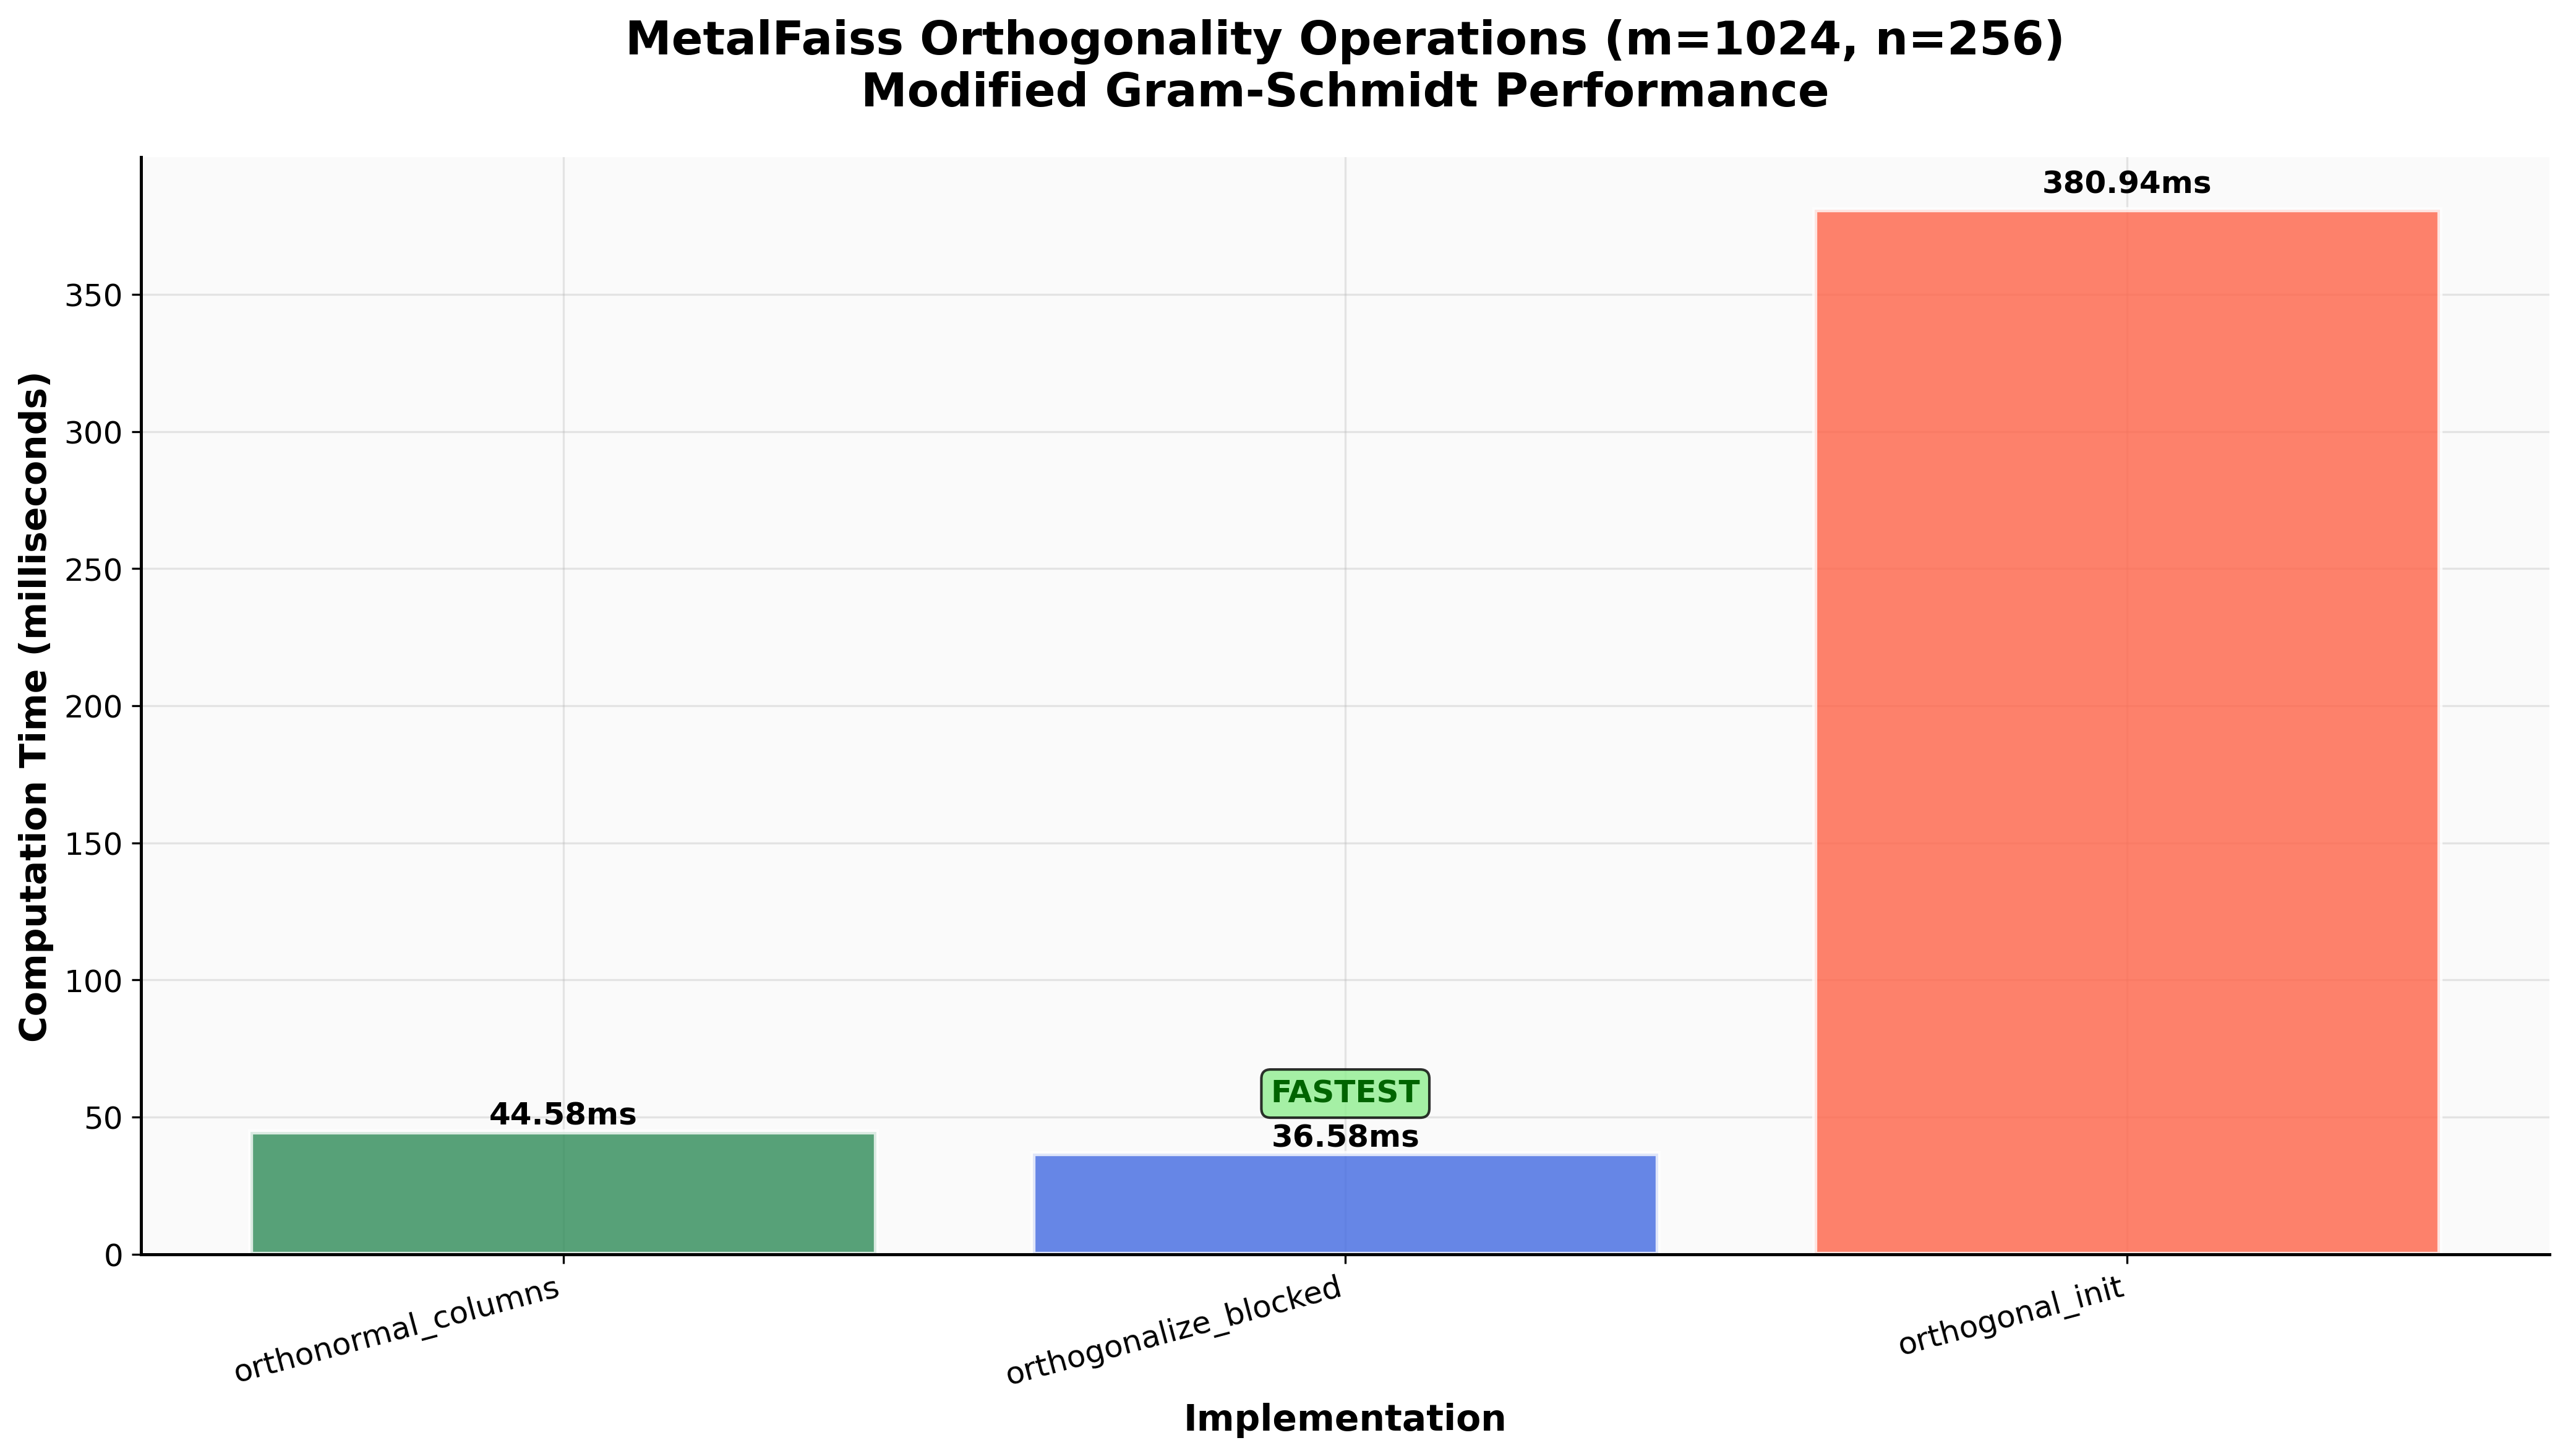 MetalFaiss Orthogonality Operations (m=1024, n=256)
Modified Gram-Schmidt Performance
Computation Time (milliseconds)
350
300
250
200
150
100
50
0
380.94ms
44.58ms
FASTEST
36.58ms
orthonormal_columns
orthogonalize_blocked
orthogonal_init
Implementation